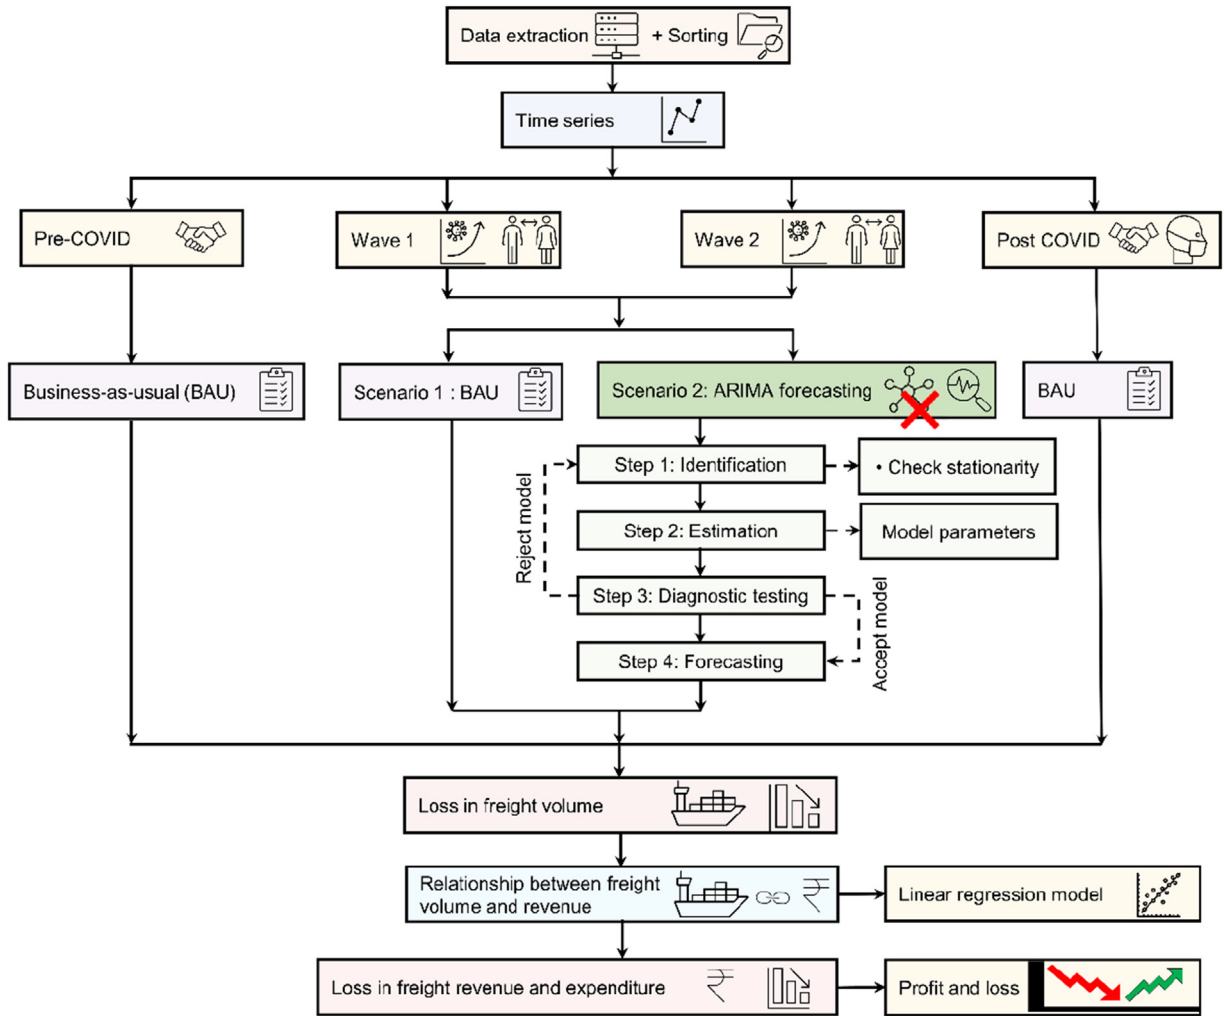 Data extraction + Sorting
Time series
Pre-COVID
Wave 1
Wave 2
Post COVID
Business-as-usual (BAU)
Scenario 1 : BAU
Scenario 2: ARIMA forecasting
BAU
Step 1: Identification
• Check stationarity
Reject model
Step 2: Estimation
Model parameters
Step 3: Diagnostic testing
Accept model
Step 4: Forecasting
Loss in freight volume
Relationship between freight
volume and revenue
₹
Linear regression model
Loss in freight revenue and expenditure
₹
Profit and loss